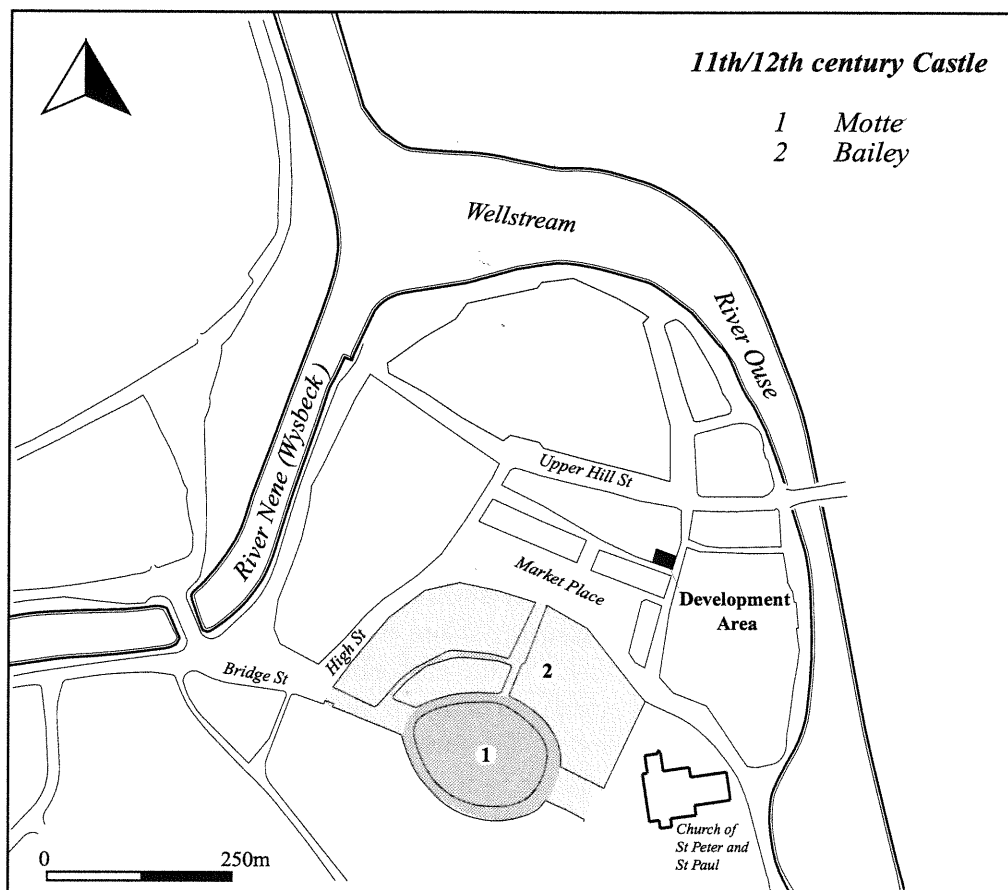 11th/12th century Castle
1 Motte
2 Bailey
Wellstream
River Ouse
River Nene (Wysbeck)
Upper Hill St
Market Place
Development
Area
High St
Bridge St
2
1
Church of
St Peter and
St Paul
0 250m